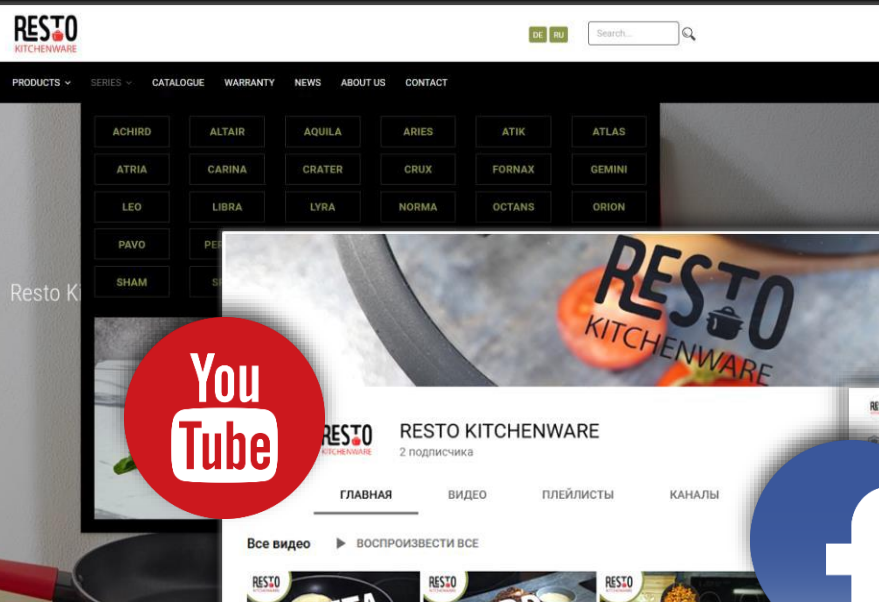 RESTO
KITCHENWARE
DE RU Search...
PRODUCTS SERIES CATALOGUE WARRANTY NEWS ABOUT US CONTACT
ACHIRD ALTAIR AQUILA ARIES ATIK ATLAS
ATRIA CARINA CRATER CRUX FORNAX GEMINI
LEO LIBRA LYRA NORMA OCTANS ORION
PAVO
SHAM
Resto
RESTO
KITCHENWARE
You
Tube
RESTO
KITCHENWARE
RESTO KITCHENWARE
2 подписчика
ГЛАВНАЯ ВИДЕО ПЛЕЙЛИСТЫ КАНАЛЫ
Все видео ВОСПРОИЗВЕСТИ ВСЕ
RESTO RESTO RESTO